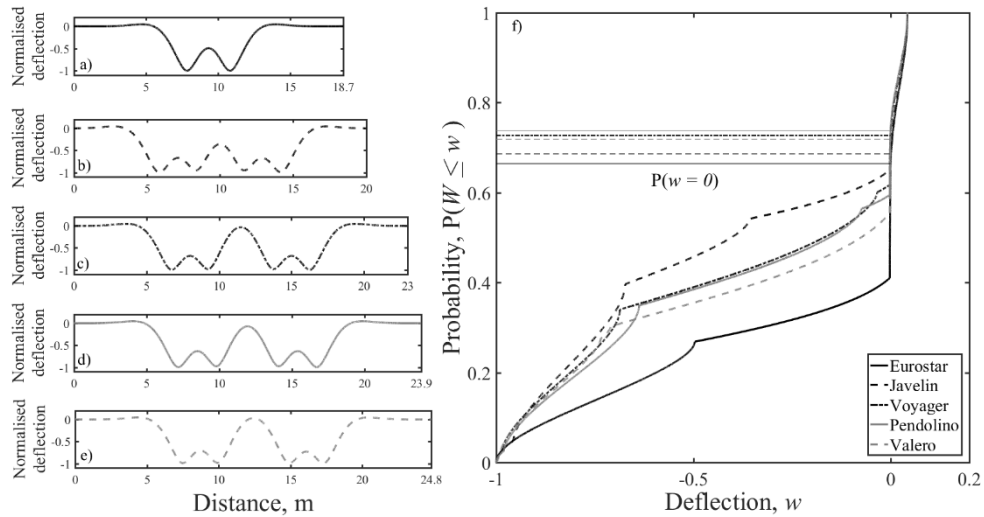 Normalised
deflection
0
-0.5
-1
a)
0 5 10 15 18.7
Normalised
deflection
0
-0.5
-1
b)
0 5 10 15 20
Normalised
deflection
0
-0.5
-1
c)
0 5 10 15 20 23
Normalised
deflection
0
-0.5
-1
d)
0 5 10 15 20 23.9
Normalised
deflection
0
-0.5
-1
e)
0 5 10 15 20 24.8
Distance, m
f)
Probability, P(W ≤ w)
1
0.8
0.6
0.4
0.2
0
P(w = 0)
Eurostar
Javelin
Voyager
Pendolino
Valero
-1 -0.5 0 0.2
Deflection, w